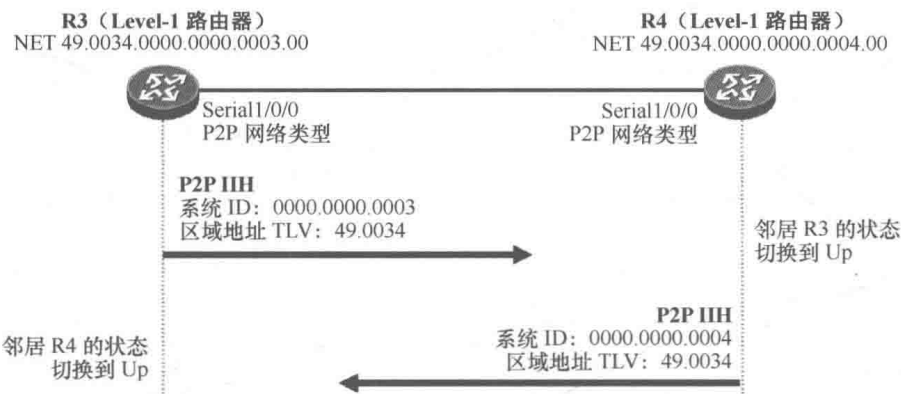 R3（Level-1 路由器）
NET 49.0034.0000.0000.0003.00
R4（Level-1 路由器）
NET 49.0034.0000.0000.0004.00
Serial1/0/0
P2P 网络类型
Serial1/0/0
P2P 网络类型
P2P IIH
系统 ID：0000.0000.0003
区域地址 TLV：49.0034
邻居 R3 的状态
切换到 Up
P2P IIH
系统 ID：0000.0000.0004
区域地址 TLV：49.0034
邻居 R4 的状态
切换到 Up